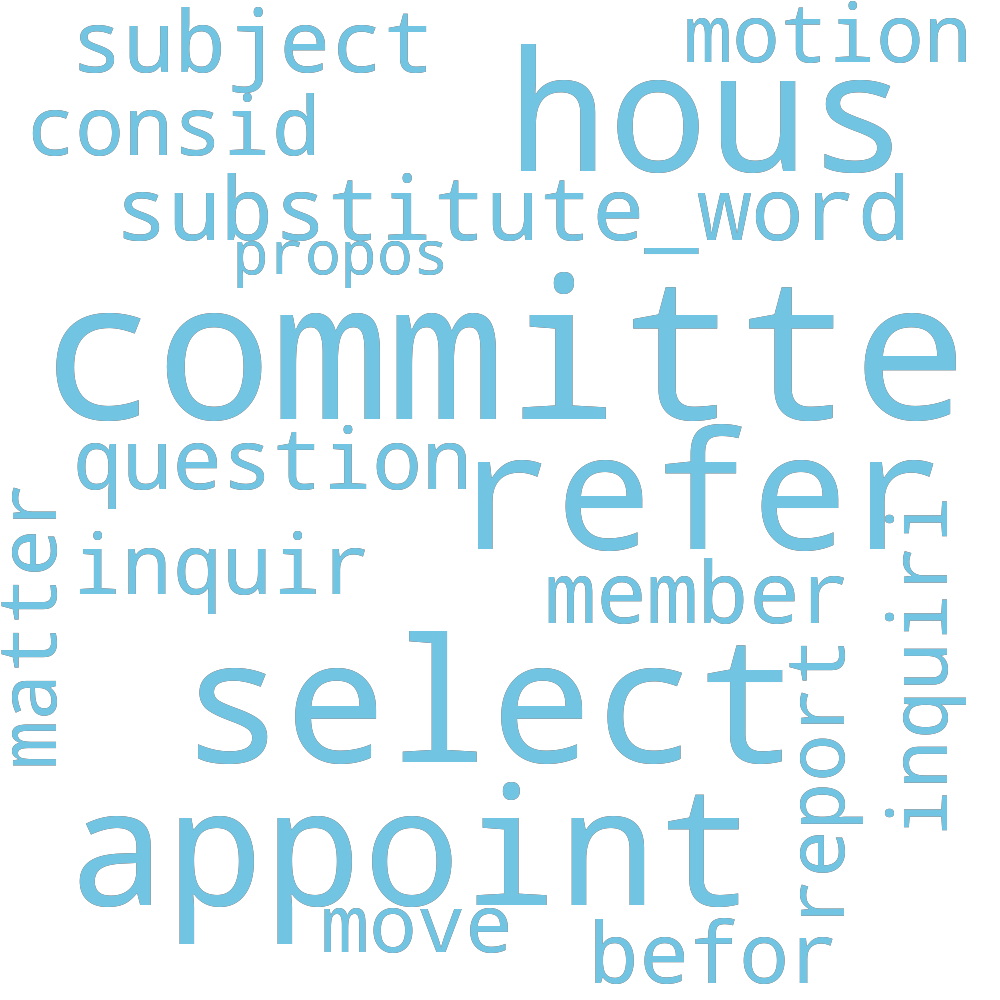 subject
motion
hous
consid
substitute_word
propos
committe
question
refer
matter
inquir
member
inquiri
select
report
appoint
move
befor